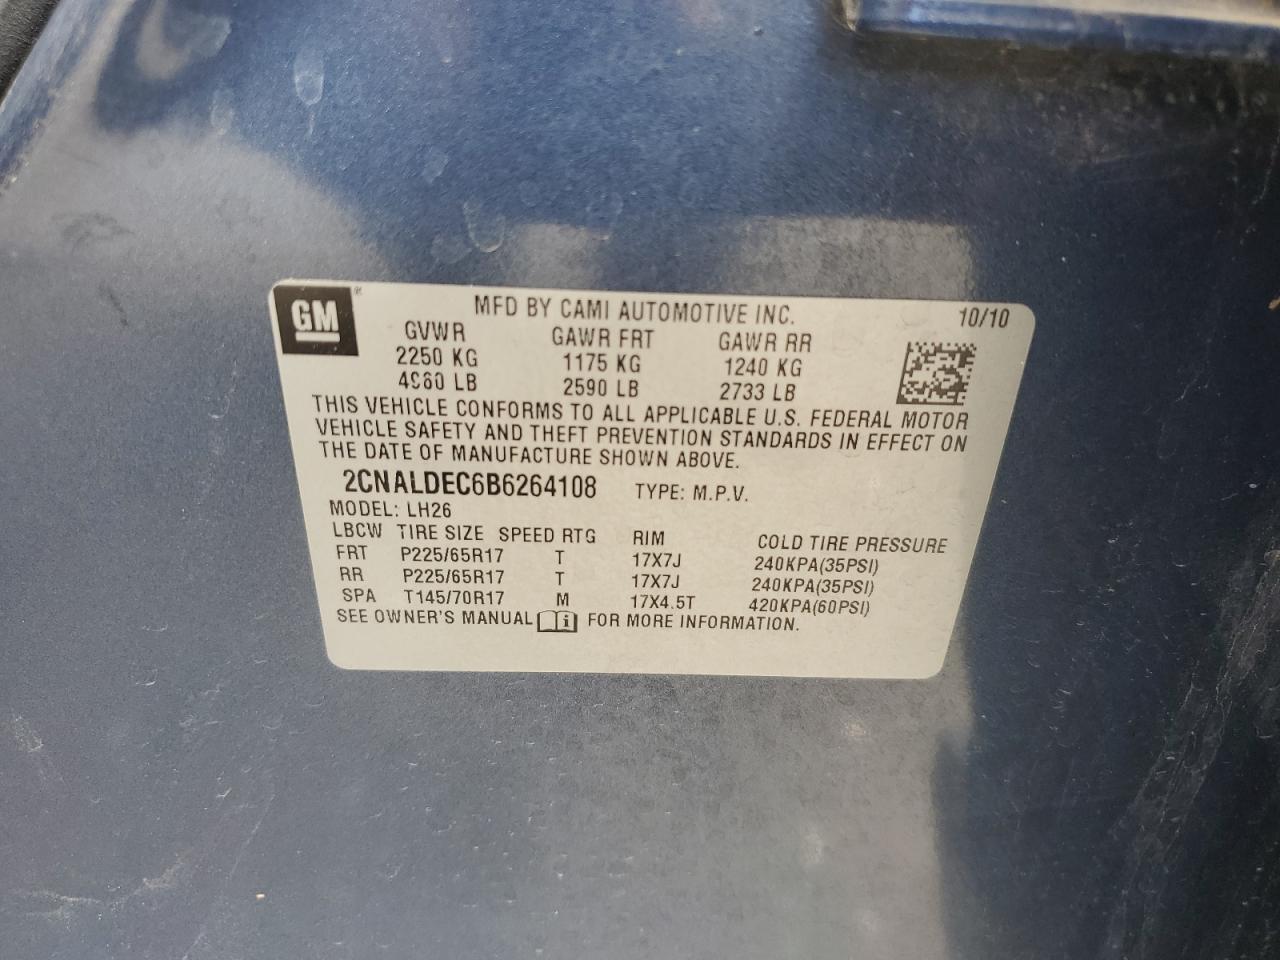 GM ® MFD BY CAMI AUTOMOTIVE INC. 10/10
GVWR GAWR FRT GAWR RR
2250 KG 1175 KG 1240 KG
4960 LB 2590 LB 2733 LB
THIS VEHICLE CONFORMS TO ALL APPLICABLE U.S. FEDERAL MOTOR
VEHICLE SAFETY AND THEFT PREVENTION STANDARDS IN EFFECT ON
THE DATE OF MANUFACTURE SHOWN ABOVE.
2CNALDEC6B6264108 TYPE: M.P.V.
MODEL: LH26
LBCW TIRE SIZE SPEED RTG RIM COLD TIRE PRESSURE
FRT P225/65R17 T 17X7J 240KPA(35PSI)
RR P225/65R17 T 17X7J 240KPA(35PSI)
SPA T145/70R17 M 17X4.5T 420KPA(60PSI)
SEE OWNER'S MANUAL i FOR MORE INFORMATION.